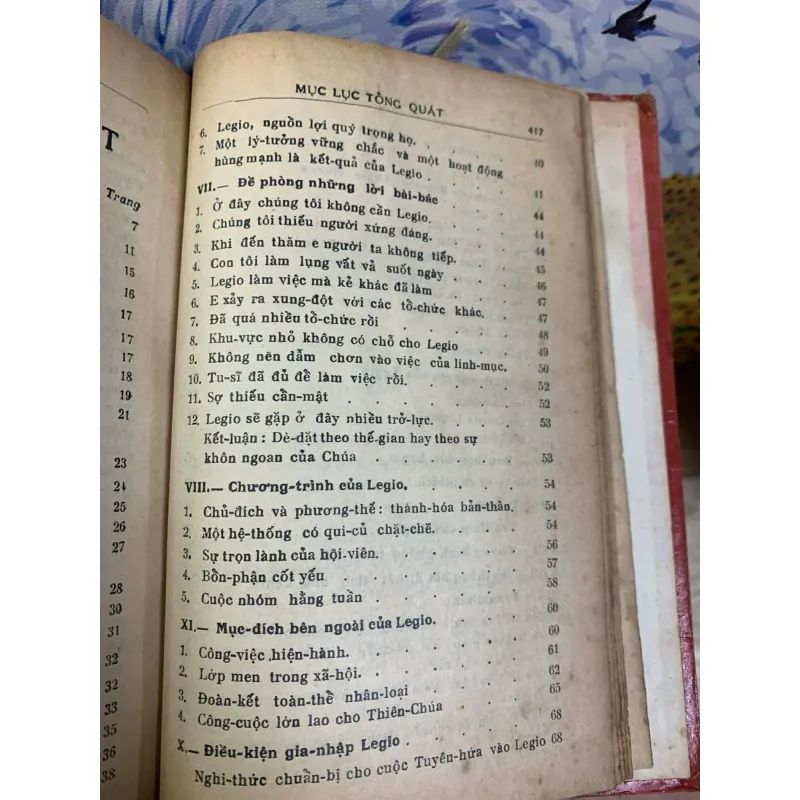 T
Trang
7
11
15
16
17
17
17
18
19
21
23
24
25
26
27
28
30
31
32
32
33
35
36
38
MỤC LỤC TỔNG QUÁT
417
6. Legio, nguồn lợi quý trọng họ. 40
7. Một lý-tưởng vững chắc và một hoạt động
hùng mạnh là kết-quả của Legio . 41
VII.— Đề phòng những lời bài-bác 44
1. Ở đây chúng tôi không cần Legio. 44
2. Chúng tôi thiếu người xứng đáng. 44
3. Khi đến thăm e người ta không tiếp. 45
4. Con tôi làm lụng vất vả suốt ngày 46
5. Legio làm việc mà kẻ khác đã làm 47
6. E xảy ra xung-đột với các tổ-chức khác. 47
7. Đã quá nhiều tổ-chức rồi 48
8. Khu-vực nhỏ không có chỗ cho Legio 49
9. Không nên dẫm chơn vào việc của linh-mục. 50
10. Tu-sĩ đã đủ để làm việc rồi. 52
11. Sợ thiếu cẩn-mật 52
12. Legio sẽ gặp ở đây nhiều trở-lực. 53
Kết-luận : Dè-dặt theo thế-gian hay theo sự
khôn ngoan của Chúa 53
VIII.— Chương-trình của Legio. 54
1. Chủ-đích và phương-thế : thánh-hóa bản-thân. 54
2. Một hệ-thống có qui-củ chặt-chẽ. 54
3. Sự trọn lành của hội-viên. 56
4. Bổn-phận cốt yếu 57
5. Cuộc nhóm hằng tuần 58
XI.— Mục-đích bên ngoài của Legio. 60
1. Công-việc hiện-hành. 60
2. Lớp men trong xã-hội. 61
3. Đoàn-kết toàn-thể nhân-loại 62
4. Công-cuộc lớn lao cho Thiên-Chúa 65
X.— Điều-kiện gia-nhập Legio . 68
Nghi-thức chuẩn-bị cho cuộc Tuyên-hứa vào Legio 68